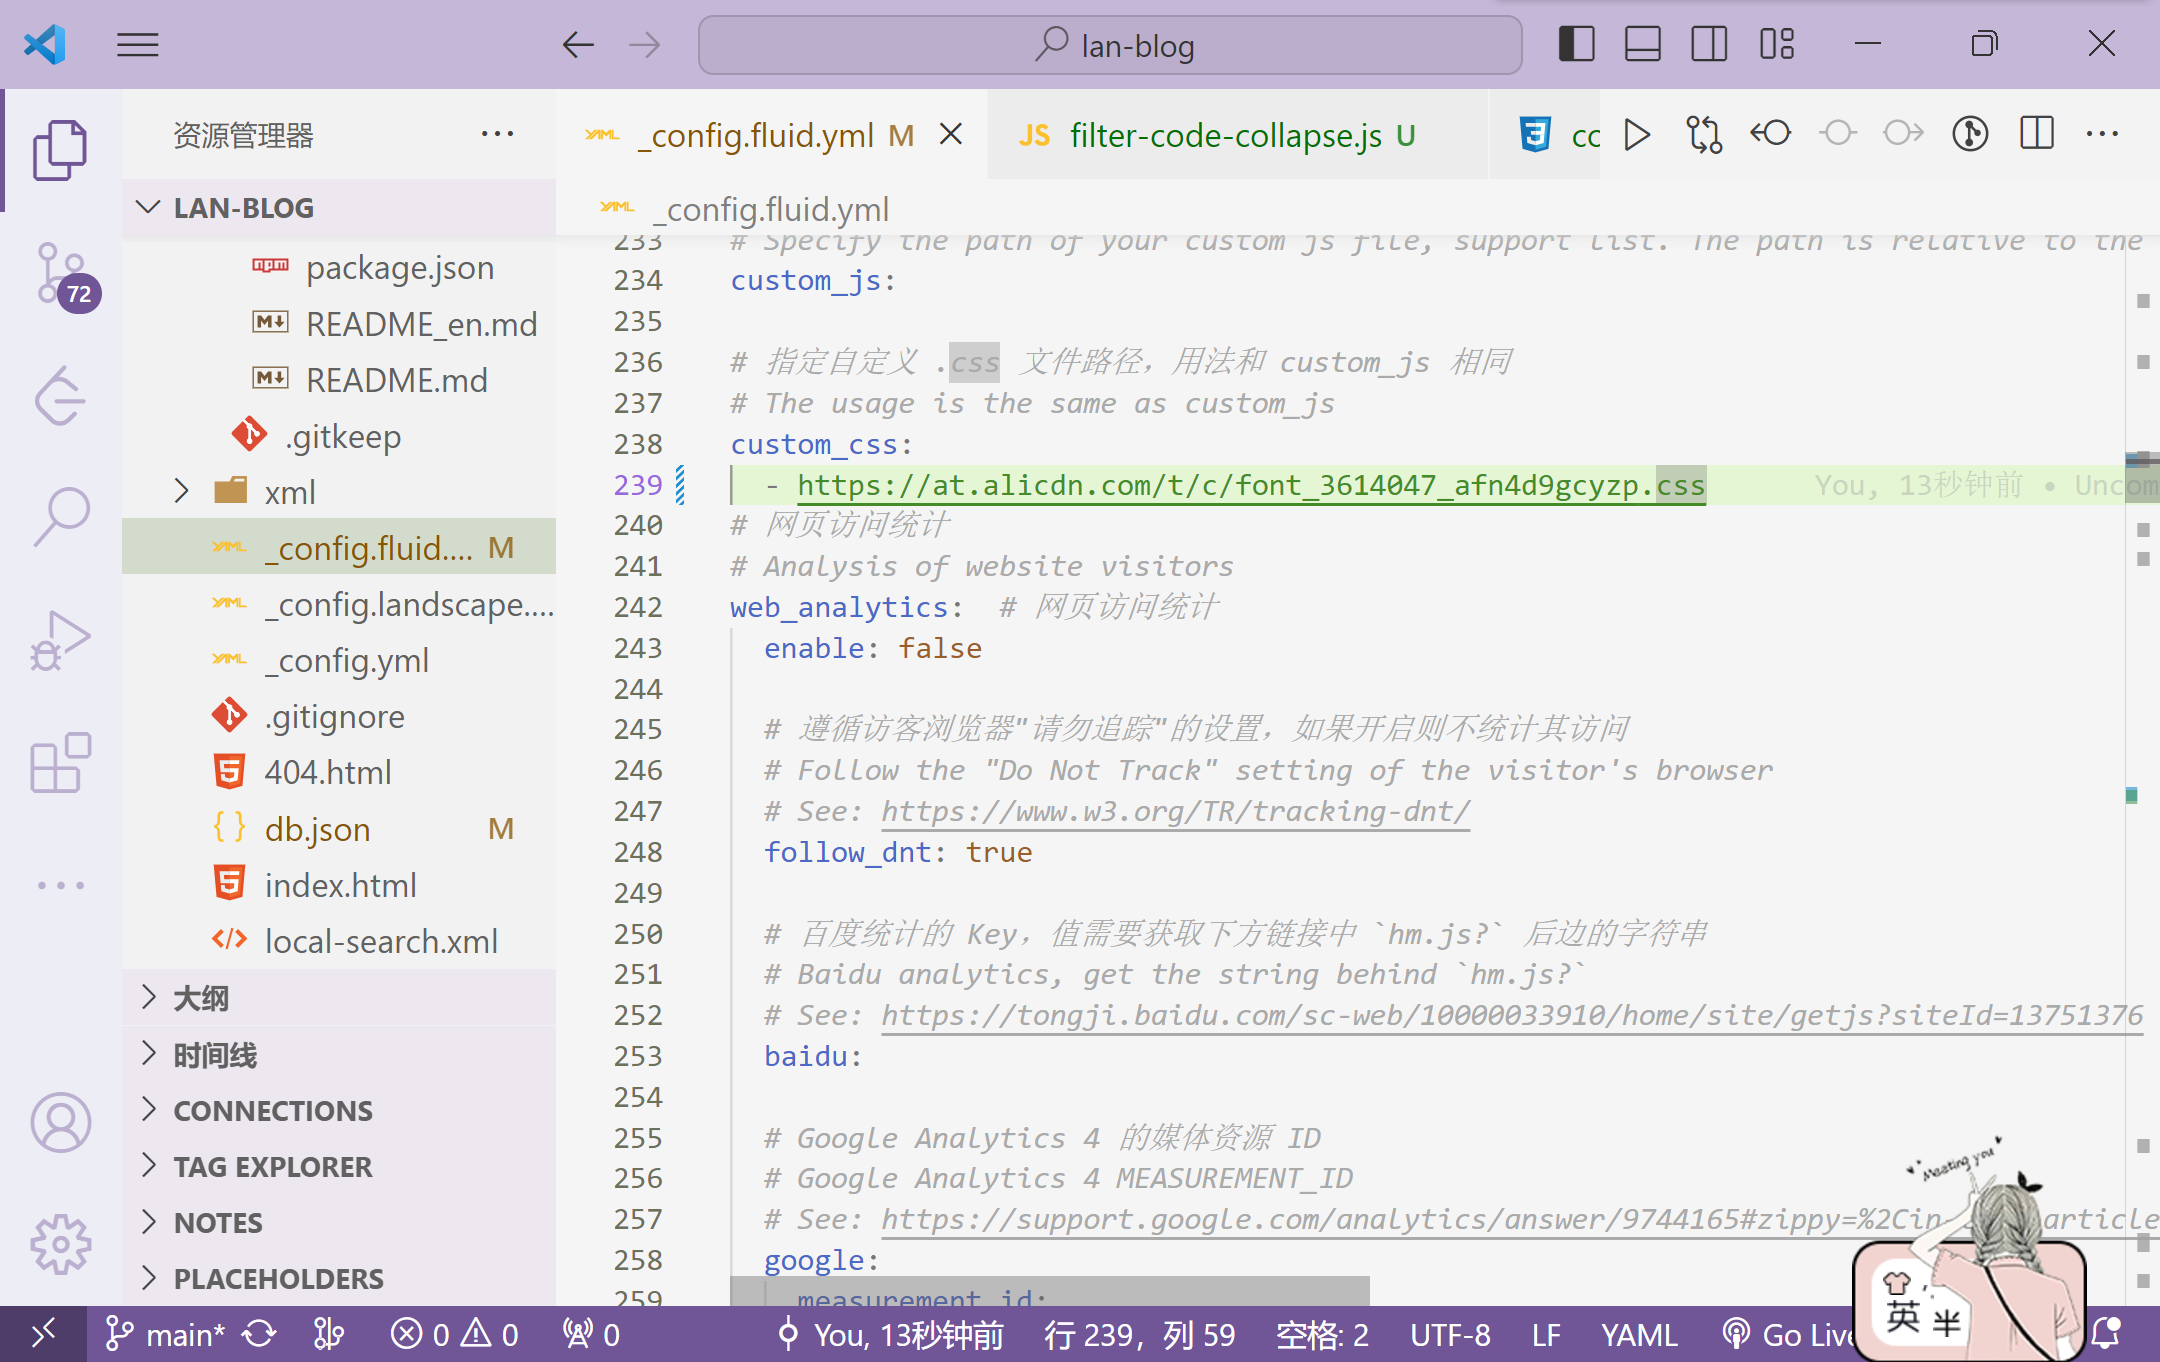 lan-blog
资源管理器
_config.fluid.yml M
JS filter-code-collapse.js U
cc
LAN-BLOG
YAML _config.fluid.yml
package.json
README_en.md
README.md
.gitkeep
xml
_config.fluid.... M
_config.landscape....
_config.yml
.gitignore
404.html
db.json M
index.html
local-search.xml
大纲
时间线
CONNECTIONS
TAG EXPLORER
NOTES
PLACEHOLDERS
72
233 # Specify the path of your custom js file, support list. The path is relative to the
234 custom_js:
235
236 # 指定自定义 .css 文件路径，用法和 custom_js 相同
237 # The usage is the same as custom_js
238 custom_css:
239 - https://at.alicdn.com/t/c/font_3614047_afn4d9gcyzp.css You, 13秒钟前 • Uncom
240 # 网页访问统计
241 # Analysis of website visitors
242 web_analytics: # 网页访问统计
243 enable: false
244
245 # 遵循访客浏览器"请勿追踪"的设置，如果开启则不统计其访问
246 # Follow the "Do Not Track" setting of the visitor's browser
247 # See: https://www.w3.org/TR/tracking-dnt/
248 follow_dnt: true
249
250 # 百度统计的 Key，值需要获取下方链接中 `hm.js?` 后边的字符串
251 # Baidu analytics, get the string behind `hm.js?`
252 # See: https://tongji.baidu.com/sc-web/10000033910/home/site/getjs?siteId=13751376
253 baidu:
254
255 # Google Analytics 4 的媒体资源 ID
256 # Google Analytics 4 MEASUREMENT_ID
257 # See: https://support.google.com/analytics/answer/9744165#zippy=%2Cin article
258 google:
259 measurement_id:
Meeting you
英 半
main* 0 0 0 You, 13秒钟前 行 239，列 59 空格: 2 UTF-8 LF YAML Go Live